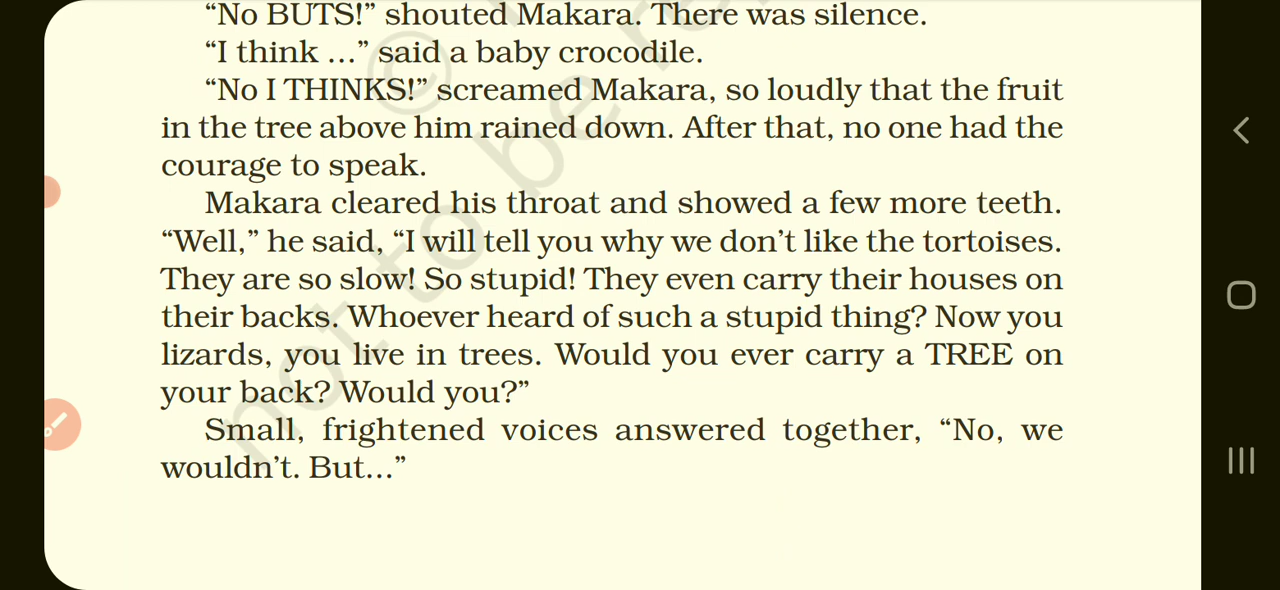 “No BUTS!” shouted Makara. There was silence.
“I think ...” said a baby crocodile.
“No I THINKS!” screamed Makara, so loudly that the fruit
in the tree above him rained down. After that, no one had the
courage to speak.
Makara cleared his throat and showed a few more teeth.
“Well,” he said, “I will tell you why we don’t like the tortoises.
They are so slow! So stupid! They even carry their houses on
their backs. Whoever heard of such a stupid thing? Now you
lizards, you live in trees. Would you ever carry a TREE on
your back? Would you?”
Small, frightened voices answered together, “No, we
wouldn’t. But...”
©
not to be re